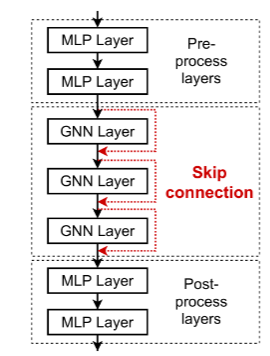 MLP Layer
MLP Layer
Pre-
process
layers
GNN Layer
GNN Layer
GNN Layer
Skip
connection
MLP Layer
MLP Layer
Post-
process
layers